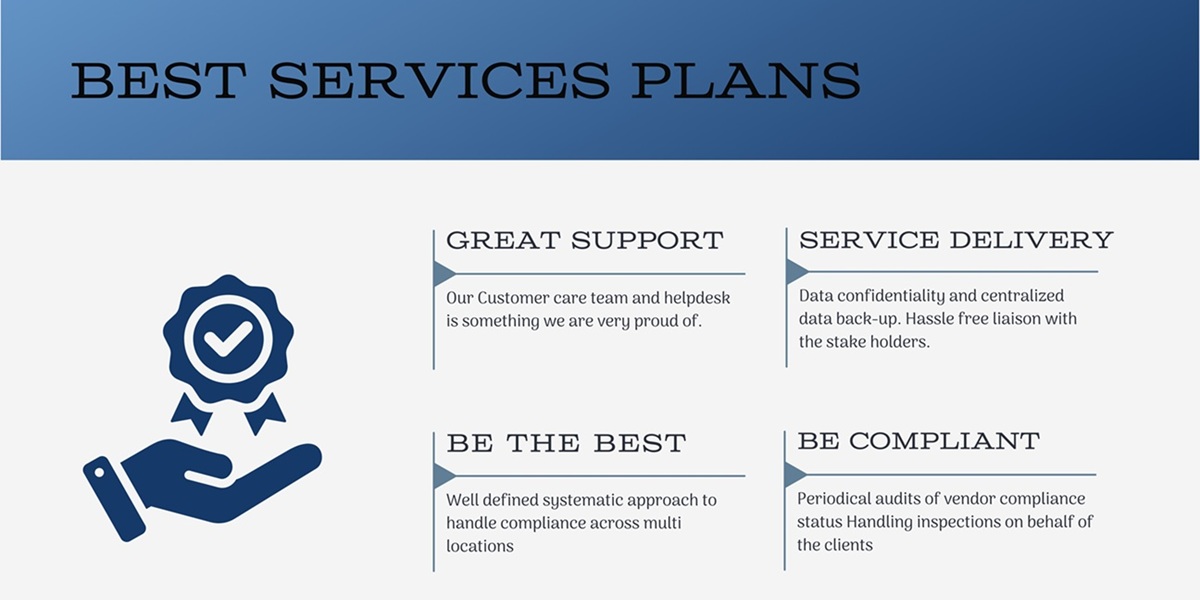 BEST SERVICES PLANS
GREAT SUPPORT
Our Customer care team and helpdesk
is something we are very proud of.
SERVICE DELIVERY
Data confidentiality and centralized
data back-up. Hassle free liaison with
the stake holders.
BE THE BEST
Well defined systematic approach to
handle compliance across multi
locations
BE COMPLIANT
Periodical audits of vendor compliance
status Handling inspections on behalf of
the clients